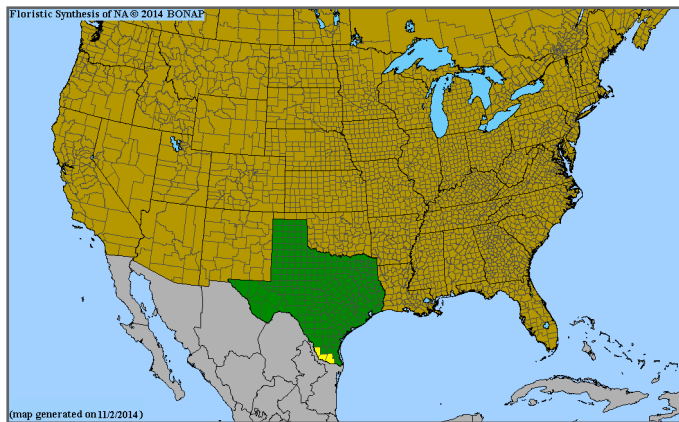 Floristic Synthesis of NA © 2014 BONAP
(map generated on 11/2/2014)